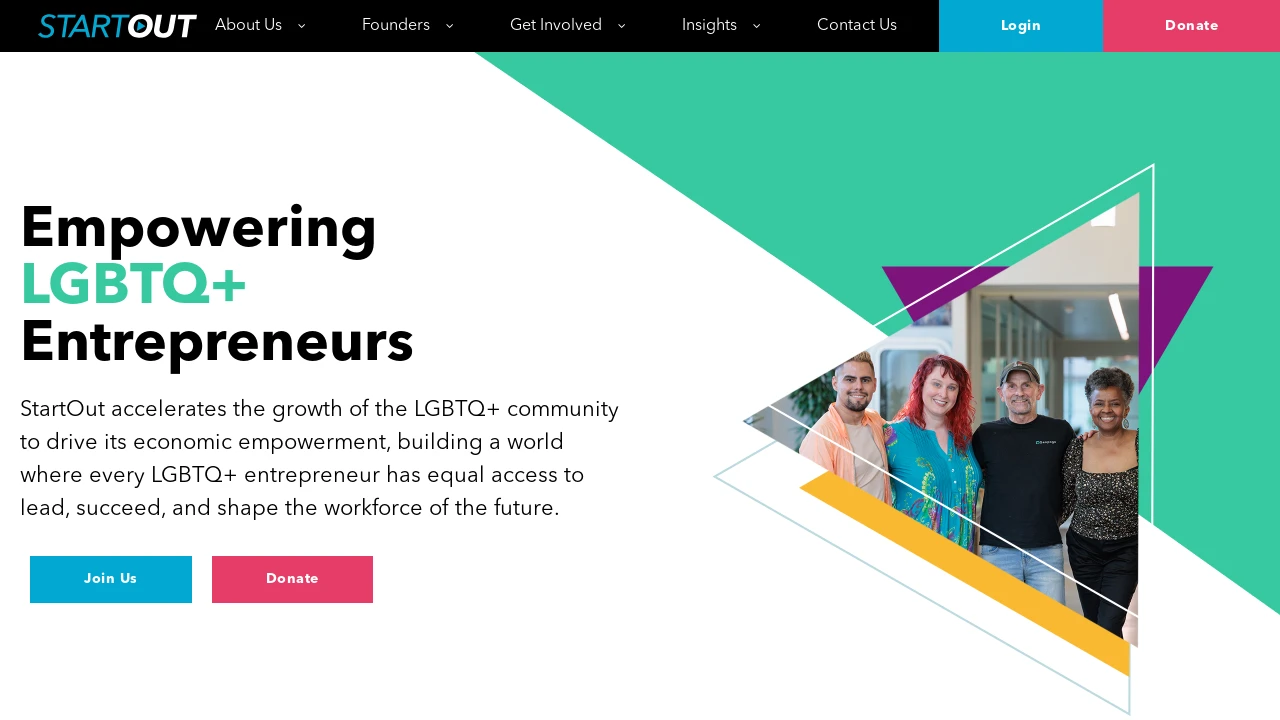 STARTOUT
About Us
Founders
Get Involved
Insights
Contact Us
Login
Donate
Empowering
LGBTQ+
Entrepreneurs
StartOut accelerates the growth of the LGBTQ+ community
to drive its economic empowerment, building a world
where every LGBTQ+ entrepreneur has equal access to
lead, succeed, and shape the workforce of the future.
Join Us
Donate